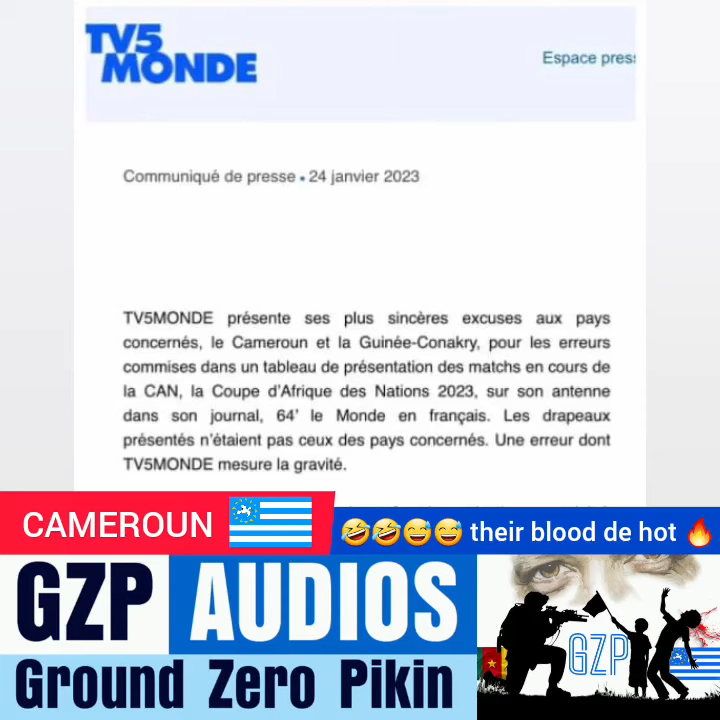 TV5
MONDE
Espace press
Communiqué de presse • 24 janvier 2023
TV5MONDE présente ses plus sincères excuses aux pays
concernés, le Cameroun et la Guinée-Conakry, pour les erreurs
commises dans un tableau de présentation des matchs en cours de
la CAN, la Coupe d'Afrique des Nations 2023, sur son antenne
dans son journal, 64' le Monde en français. Les drapeaux
présentés n'étaient pas ceux des pays concernés. Une erreur dont
TV5MONDE mesure la gravité.
CAMEROUN
🤣🤣😅😅 their blood de hot 🔥
GZP AUDIOS
Ground Zero Pikin
GZP